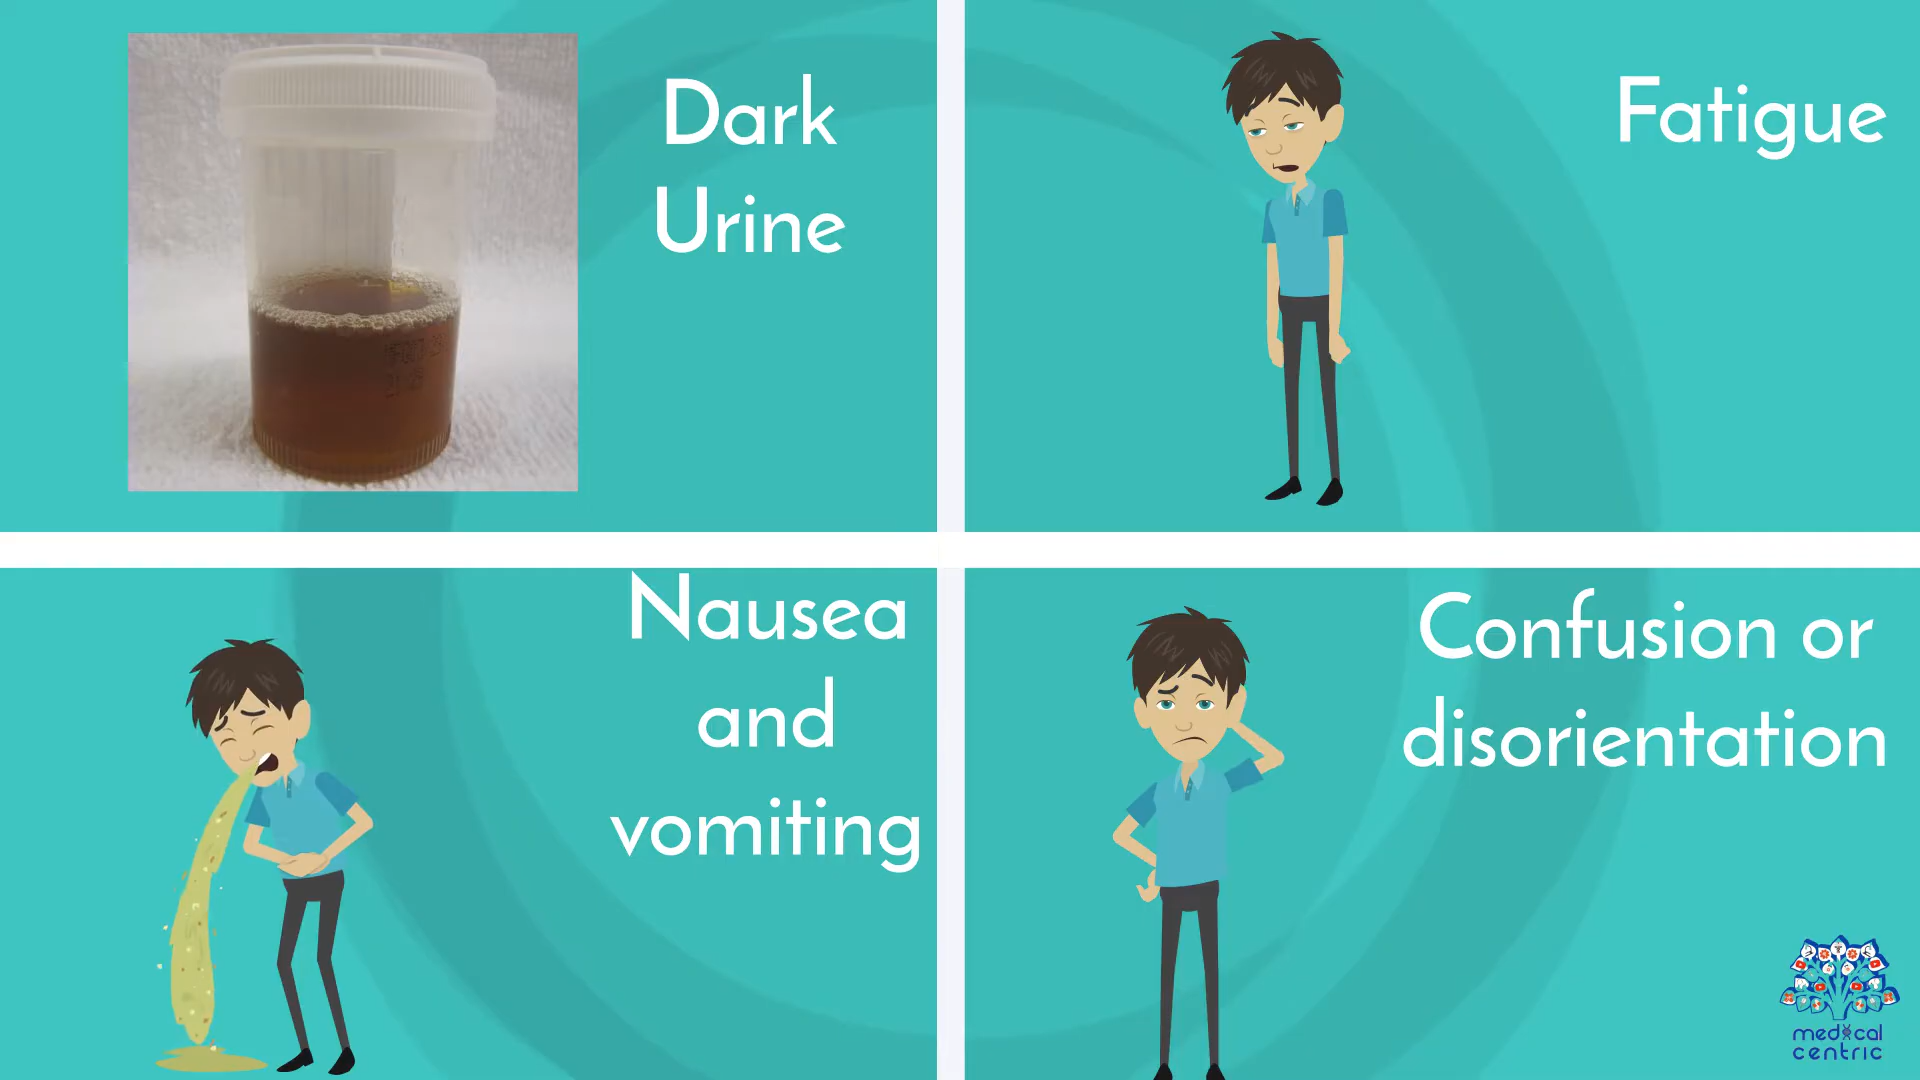 Dark
Urine
Fatigue
Nausea
and
vomiting
Confusion or
disorientation
medical
centric